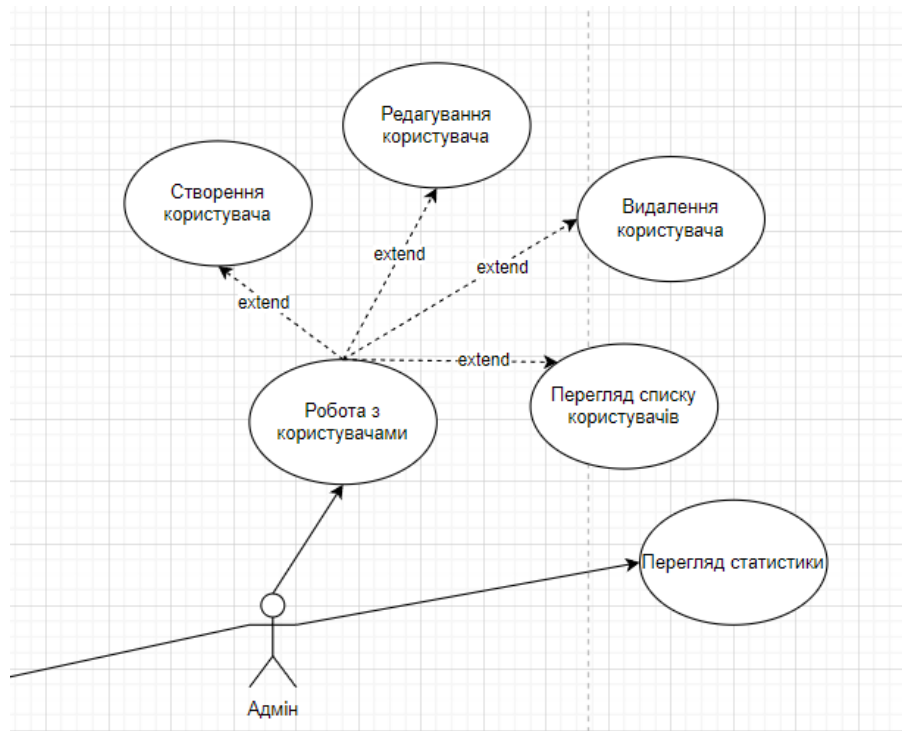 Редагування
користувача
Створення
користувача
Видалення
користувача
extend
extend
extend
extend
Перегляд списку
користувачів
Робота з
користувачами
Перегляд статистики
Адмін